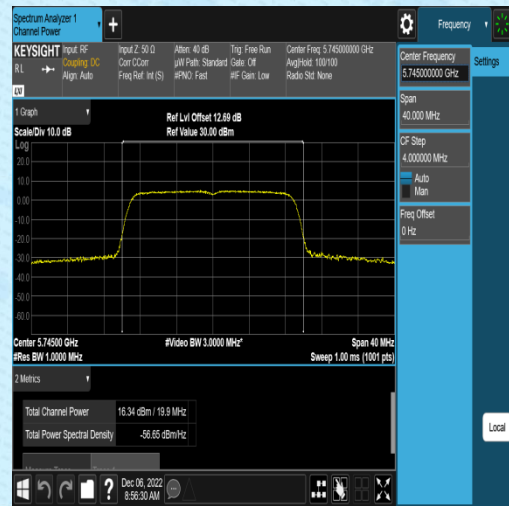 Spectrum Analyzer 1
Channel Power
Frequency
KEYSIGHT
RL
LXI
Input: RF
Coupling: DC
Align: Auto
Input Z: 50 Ω
Corr CCorr
Freq Ref: Int (S)
Atten: 40 dB
µW Path: Standard
#PNO: Fast
Trig: Free Run
Gate: Off
#IF Gain: Low
Center Freq: 5.745000000 GHz
Avg|Hold: 100/100
Radio Std: None
1 Graph
Scale/Div 10.0 dB
Ref Lvl Offset 12.69 dB
Ref Value 30.00 dBm
Log
20.0
10.0
0.00
-10.0
-20.0
-30.0
-40.0
-50.0
-60.0
Center 5.74500 GHz
#Res BW 1.0000 MHz
#Video BW 3.0000 MHz*
Span 40 MHz
Sweep 1.00 ms (1001 pts)
2 Metrics
Total Channel Power 16.34 dBm / 19.9 MHz
Total Power Spectral Density -56.65 dBm/Hz
Dec 06, 2022
8:56:30 AM
Center Frequency
5.745000000 GHz
Settings
Span
40.000 MHz
CF Step
4.000000 MHz
Auto
Man
Freq Offset
0 Hz
Local